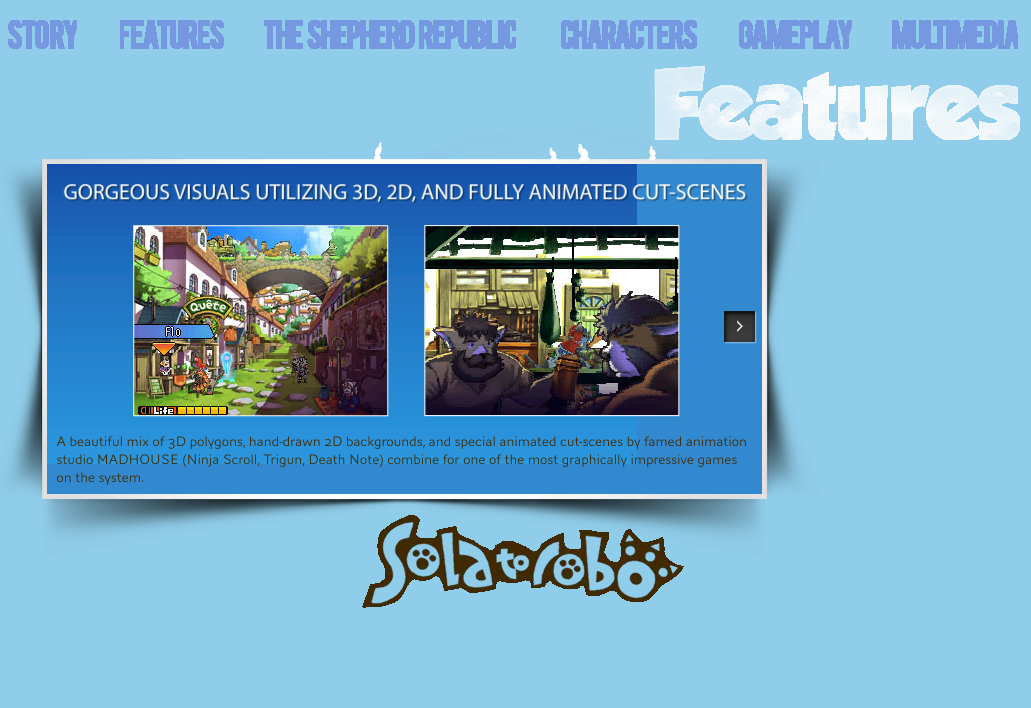 STORY FEATURES THE SHEPHERD REPUBLIC CHARACTERS GAMEPLAY MULTIMEDIA
Features
GORGEOUS VISUALS UTILIZING 3D, 2D, AND FULLY ANIMATED CUT-SCENES
Quête
Flo
Life
A beautiful mix of 3D polygons, hand-drawn 2D backgrounds, and special animated cut-scenes by famed animation
studio MADHOUSE (Ninja Scroll, Trigun, Death Note) combine for one of the most graphically impressive games
on the system.
Solatorobo